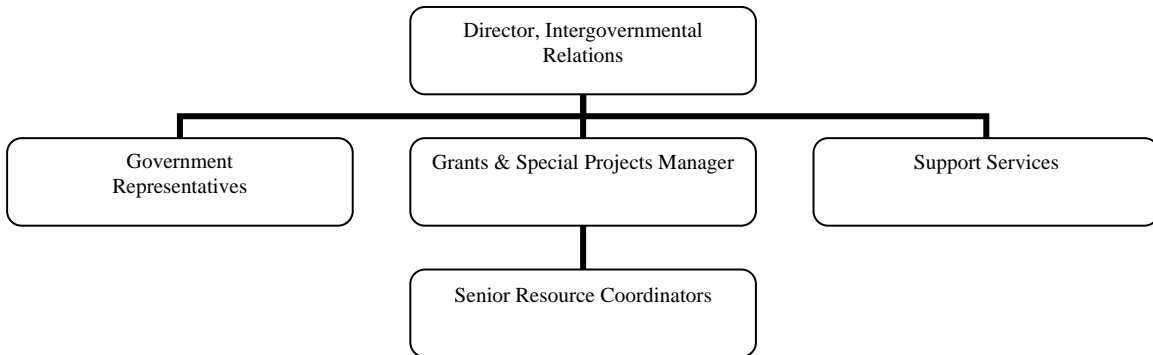 Director, Intergovernmental
Relations
Government
Representatives
Grants & Special Projects Manager
Support Services
Senior Resource Coordinators